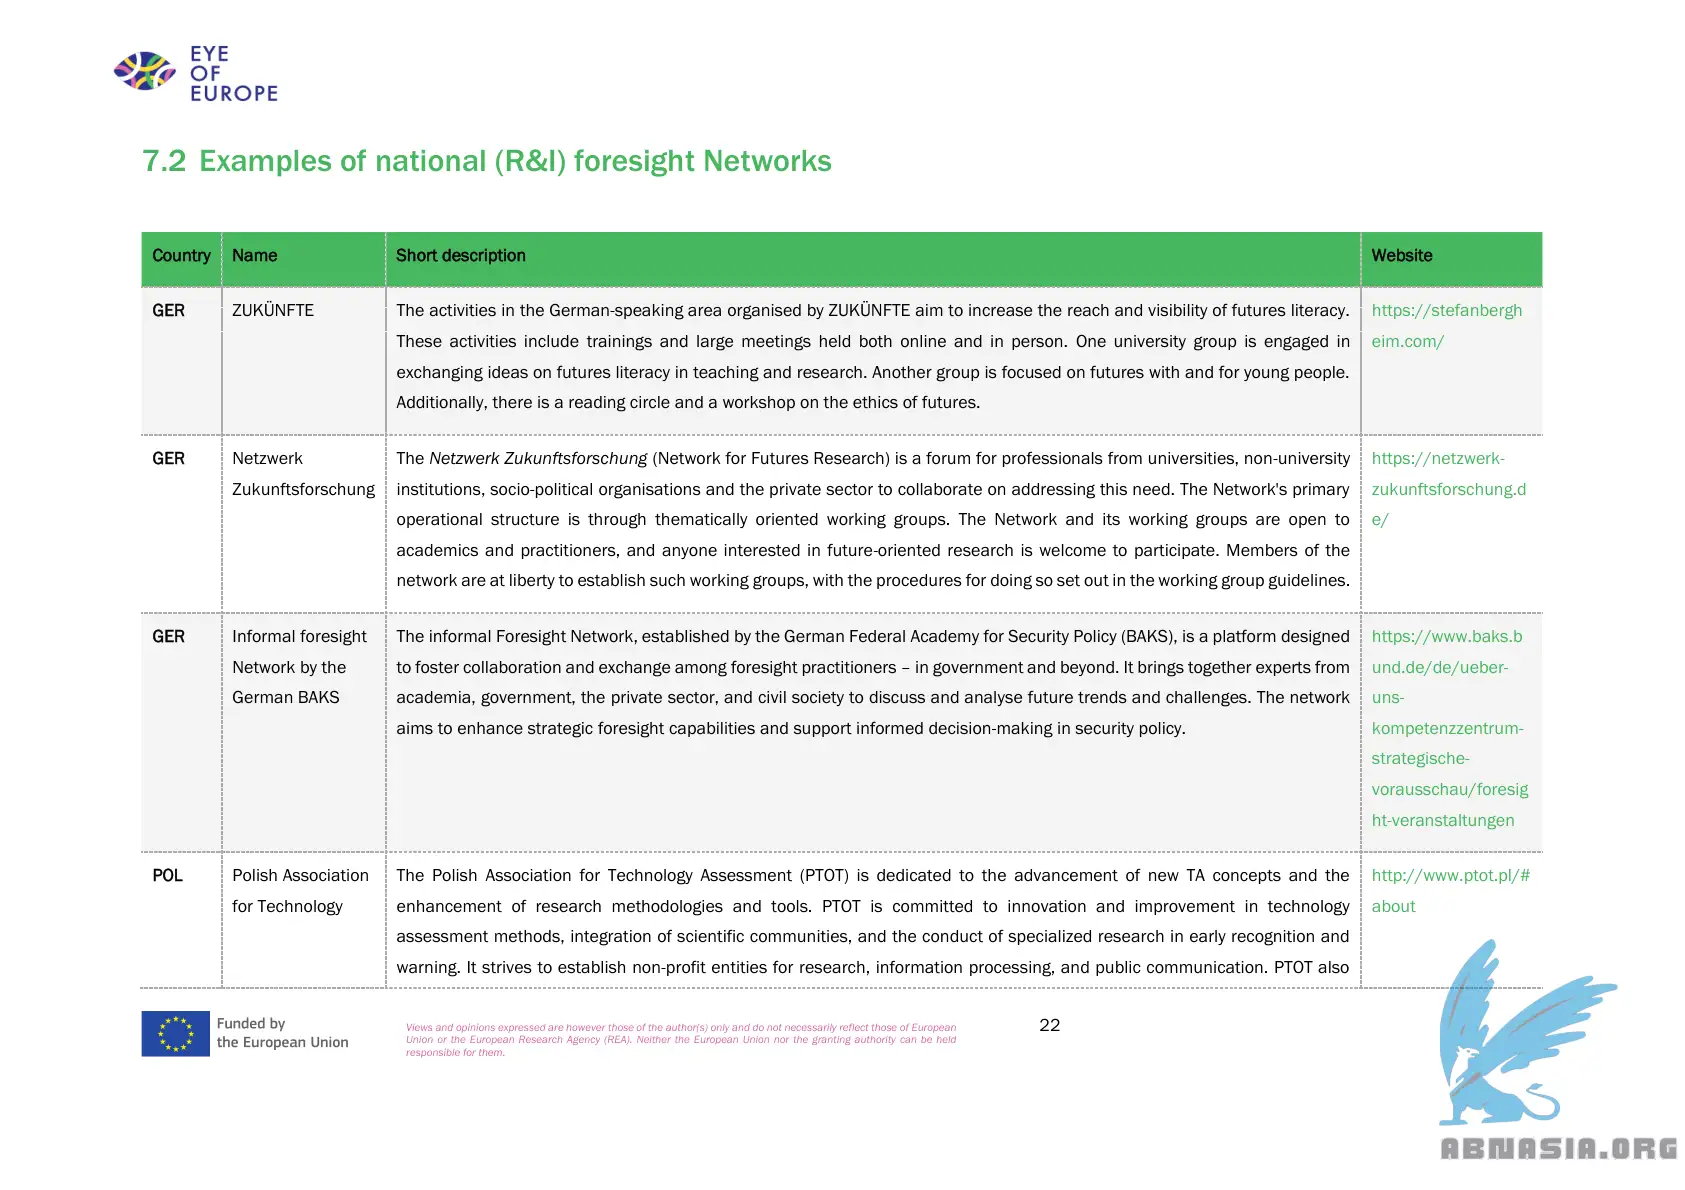 EYE
OF
EUROPE
7.2 Examples of national (R&I) foresight Networks
Country Name Short description Website
GER ZUKÜNFTE The activities in the German-speaking area organised by ZUKÜNFTE aim to increase the reach and visibility of futures literacy. https://stefanbergh
These activities include trainings and large meetings held both online and in person. One university group is engaged in eim.com/
exchanging ideas on futures literacy in teaching and research. Another group is focused on futures with and for young people.
Additionally, there is a reading circle and a workshop on the ethics of futures.
GER Netzwerk The Netzwerk Zukunftsforschung (Network for Futures Research) is a forum for professionals from universities, non-university https://netzwerk-
Zukunftsforschung institutions, socio-political organisations and the private sector to collaborate on addressing this need. The Network's primary zukunftsforschung.d
operational structure is through thematically oriented working groups. The Network and its working groups are open to e/
academics and practitioners, and anyone interested in future-oriented research is welcome to participate. Members of the
network are at liberty to establish such working groups, with the procedures for doing so set out in the working group guidelines.
GER Informal foresight The informal Foresight Network, established by the German Federal Academy for Security Policy (BAKS), is a platform designed https://www.baks.b
Network by the to foster collaboration and exchange among foresight practitioners – in government and beyond. It brings together experts from und.de/de/ueber-
German BAKS academia, government, the private sector, and civil society to discuss and analyse future trends and challenges. The network uns-
aims to enhance strategic foresight capabilities and support informed decision-making in security policy. kompetenzzentrum-
strategische-
vorausschau/foresig
ht-veranstaltungen
POL Polish Association The Polish Association for Technology Assessment (PTOT) is dedicated to the advancement of new TA concepts and the http://www.ptot.pl/#
for Technology enhancement of research methodologies and tools. PTOT is committed to innovation and improvement in technology about
assessment methods, integration of scientific communities, and the conduct of specialized research in early recognition and
warning. It strives to establish non-profit entities for research, information processing, and public communication. PTOT also
Funded by
the European Union
Views and opinions expressed are however those of the author(s) only and do not necessarily reflect those of European
Union or the European Research Agency (REA). Neither the European Union nor the granting authority can be held
responsible for them.
22
ABNASIA.ORG